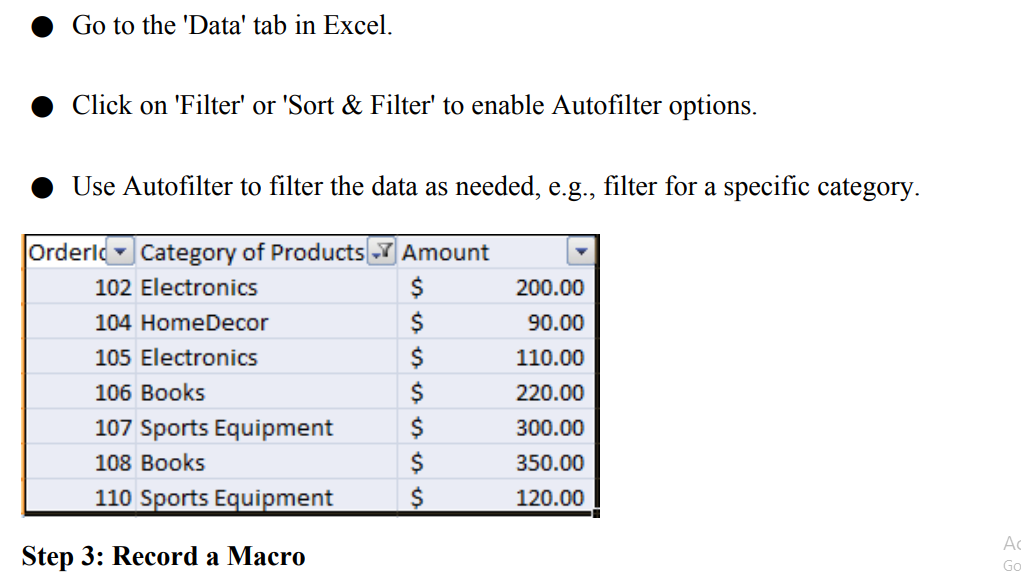 ● Go to the 'Data' tab in Excel.
● Click on 'Filter' or 'Sort & Filter' to enable Autofilter options.
● Use Autofilter to filter the data as needed, e.g., filter for a specific category.
OrderId Category of Products Amount
102 Electronics $ 200.00
104 HomeDecor $ 90.00
105 Electronics $ 110.00
106 Books $ 220.00
107 Sports Equipment $ 300.00
108 Books $ 350.00
110 Sports Equipment $ 120.00
Step 3: Record a Macro
Ac
Go